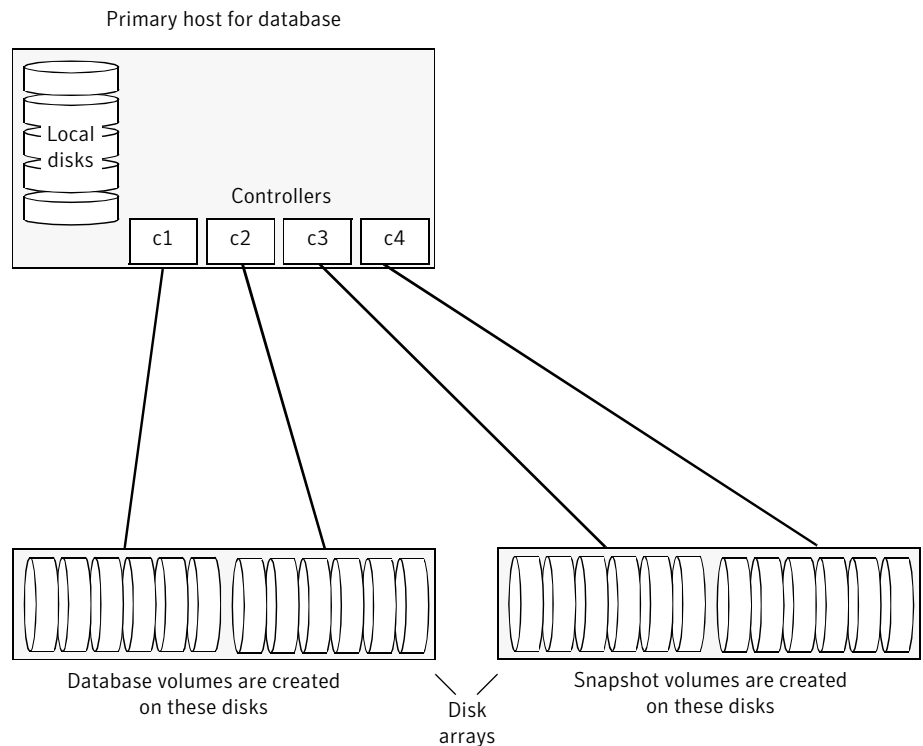 Primary host for database
Local
disks
Controllers
c1
c2
c3
c4
Database volumes are created
on these disks
Snapshot volumes are created
on these disks
Disk
arrays